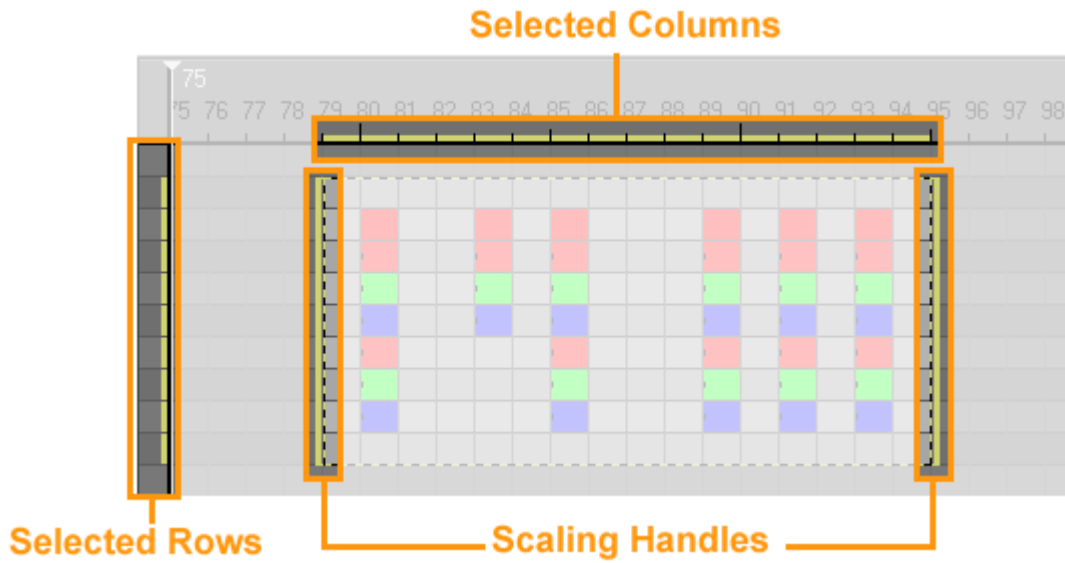 Selected Columns
75
75 76 77 78 79 80 81 82 83 84 85 86 87 88 89 90 91 92 93 94 95 96 97 98
Selected Rows
Scaling Handles